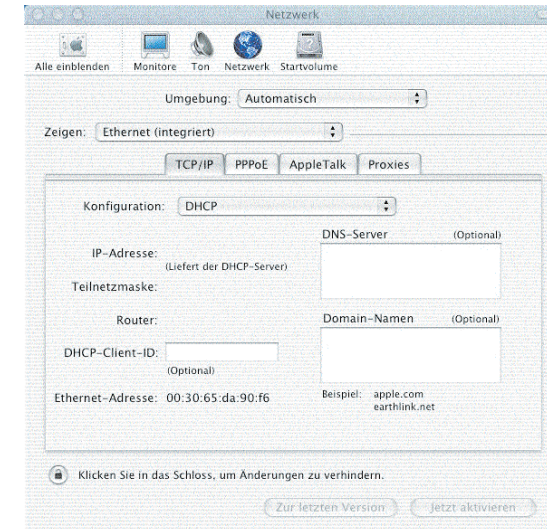 Netzwerk
Alle einblenden Monitore Ton Netzwerk Startvolume
Umgebung: Automatisch
Zeigen: Ethernet (integriert)
TCP/IP PPPoE AppleTalk Proxies
Konfiguration: DHCP
DNS-Server (Optional)
IP-Adresse:
(Liefert der DHCP-Server)
Teilnetzmaske:
Router:
Domain-Namen (Optional)
DHCP-Client-ID:
(Optional)
Ethernet-Adresse: 00:30:65:da:90:f6
Beispiel: apple.com
earthlink.net
Klicken Sie in das Schloss, um Änderungen zu verhindern.
Zur letzten Version Jetzt aktivieren